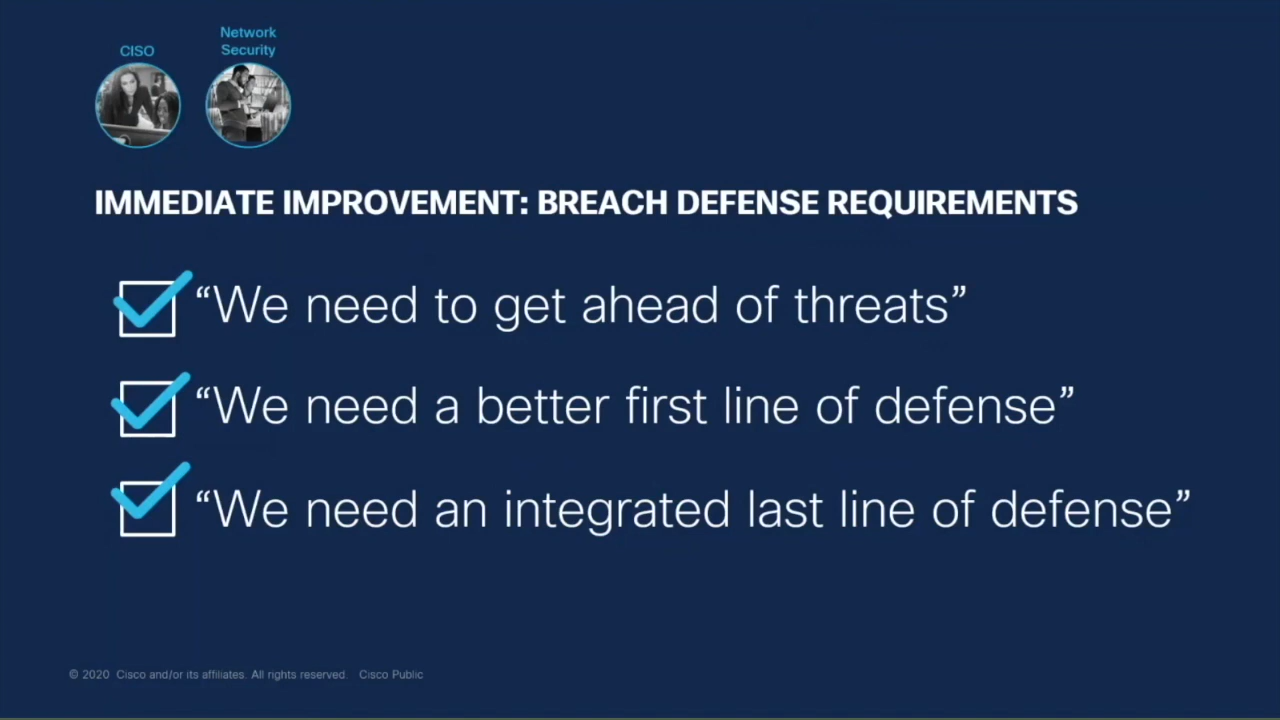 CISO
Network
Security
IMMEDIATE IMPROVEMENT: BREACH DEFENSE REQUIREMENTS
“We need to get ahead of threats”
“We need a better first line of defense”
“We need an integrated last line of defense”
© 2020 Cisco and/or its affiliates. All rights reserved. Cisco Public